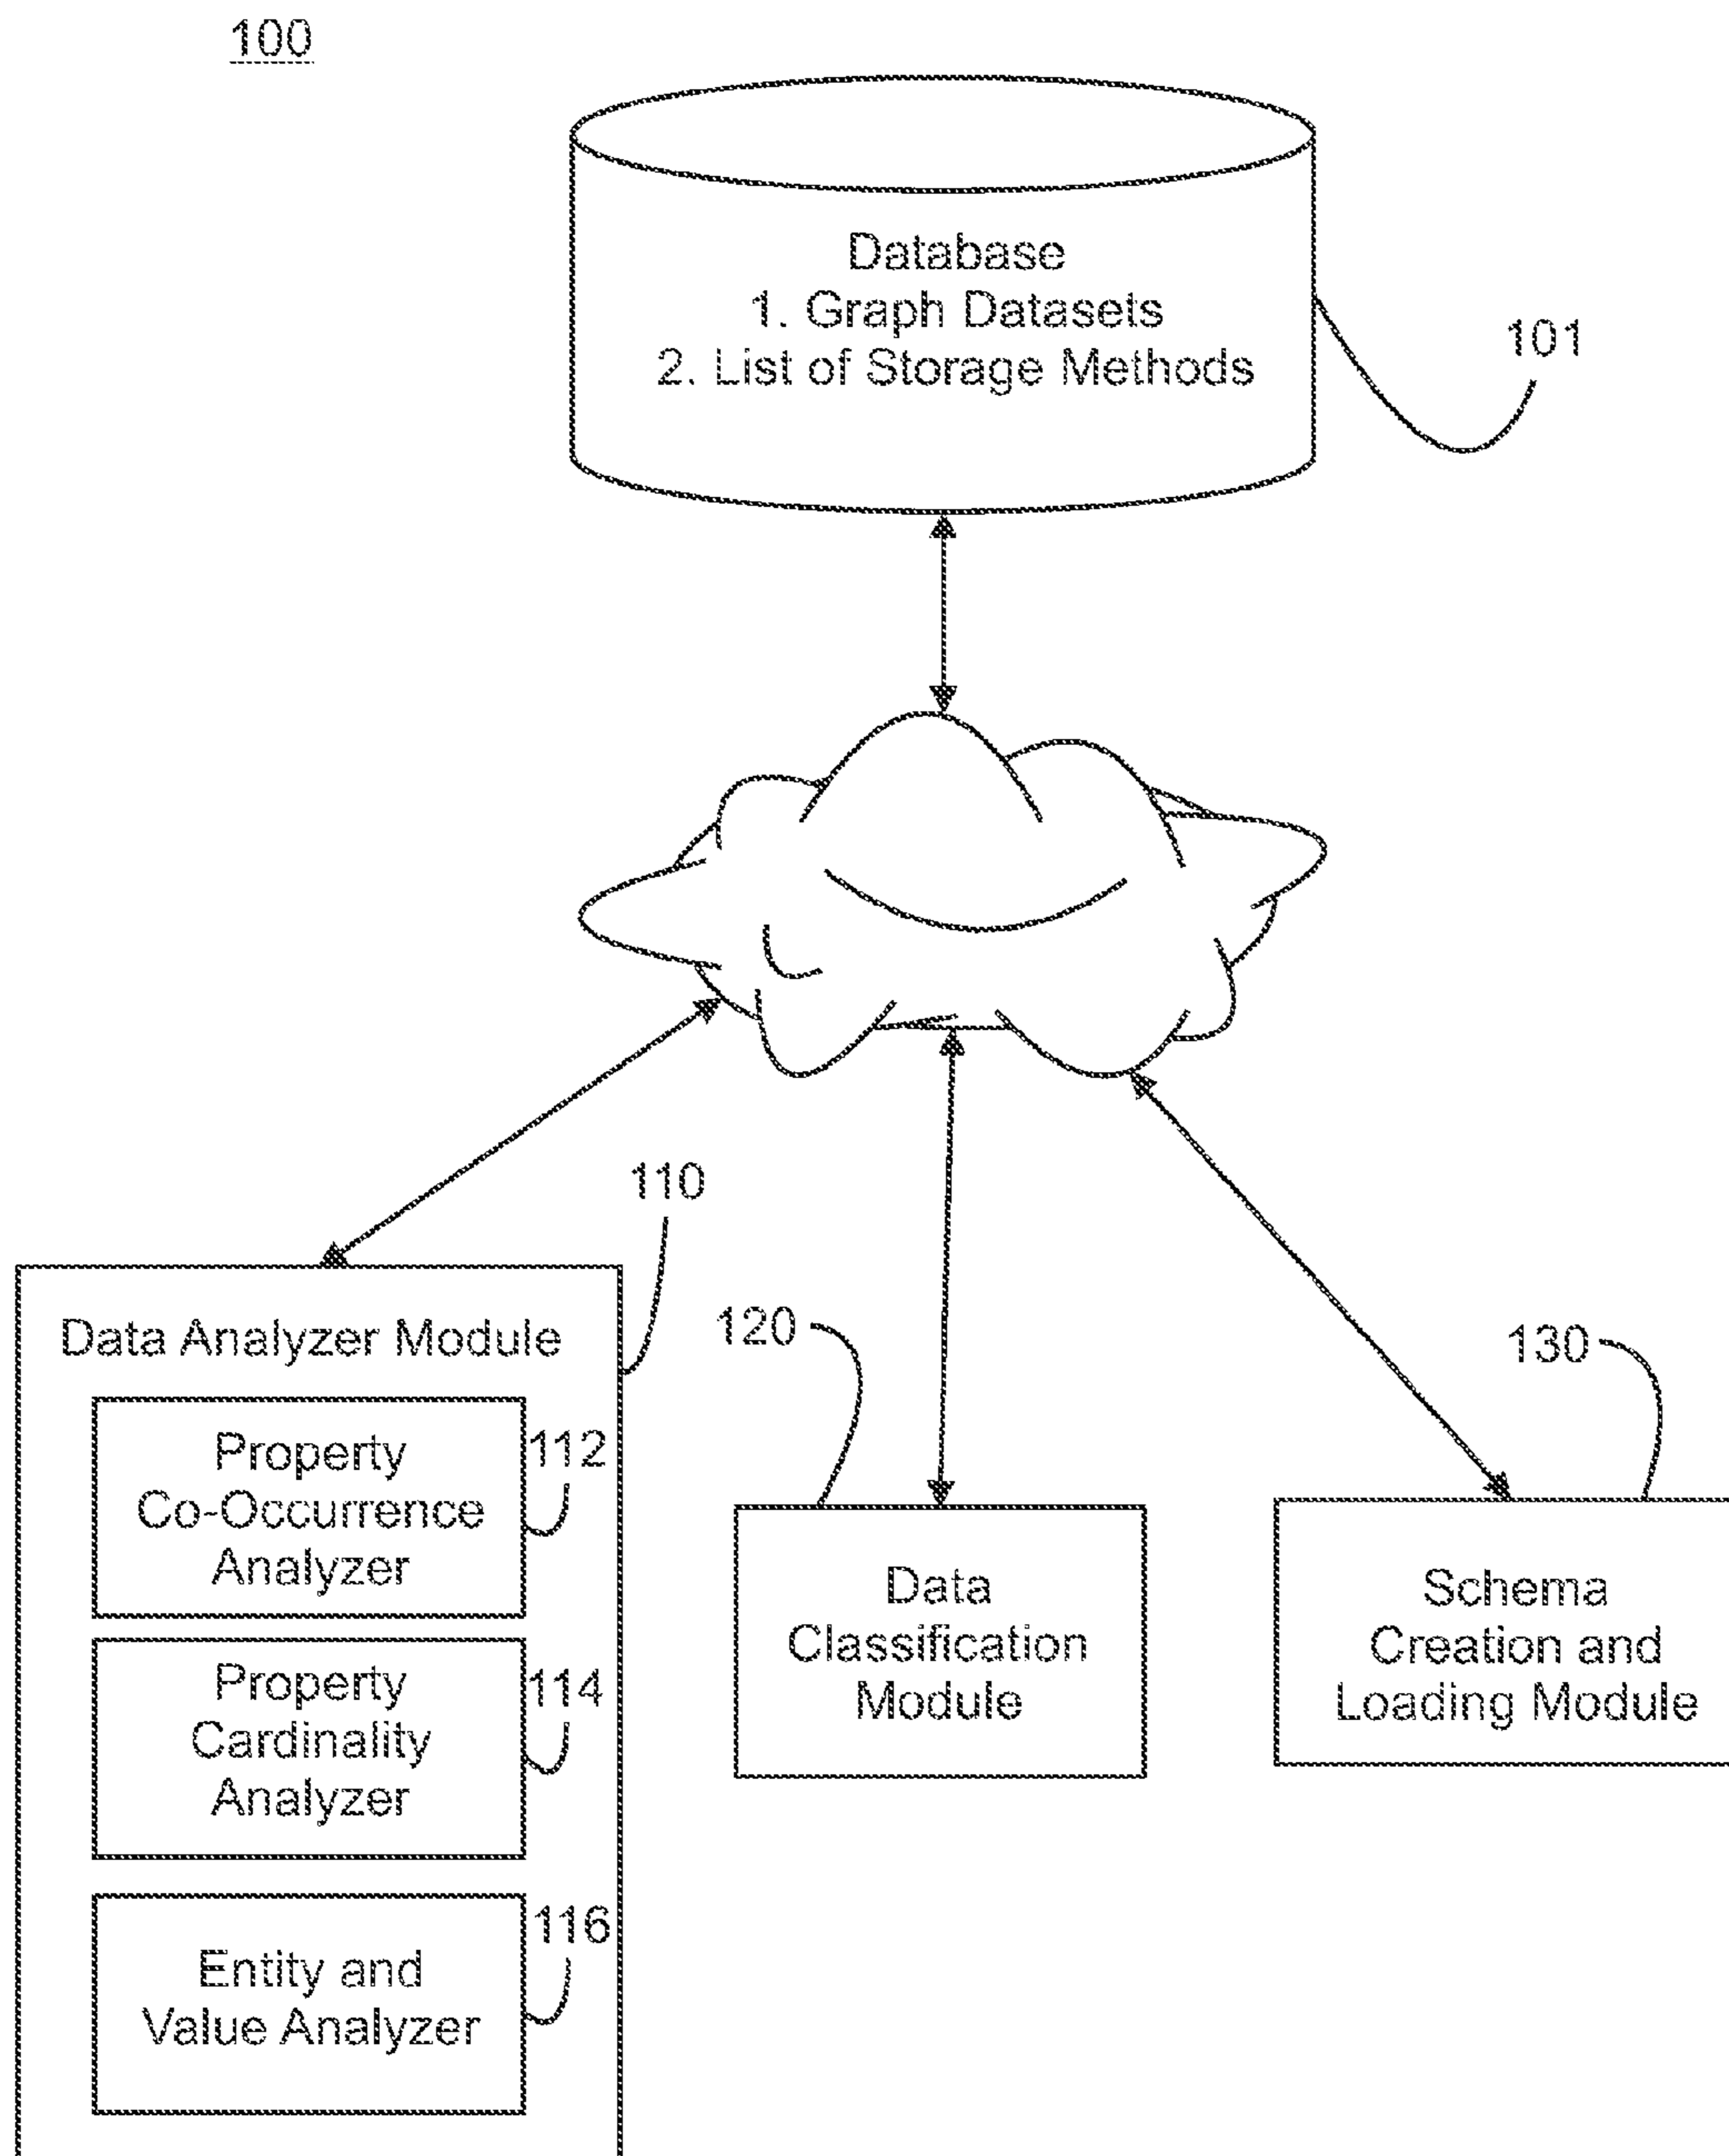 100
Database
1. Graph Datasets
2. List of Storage Methods
101
110
Data Analyzer Module
Property
Co-Occurrence
Analyzer
112
Property
Cardinality
Analyzer
114
Entity and
Value Analyzer
116
120
Data
Classification
Module
130
Schema
Creation and
Loading Module